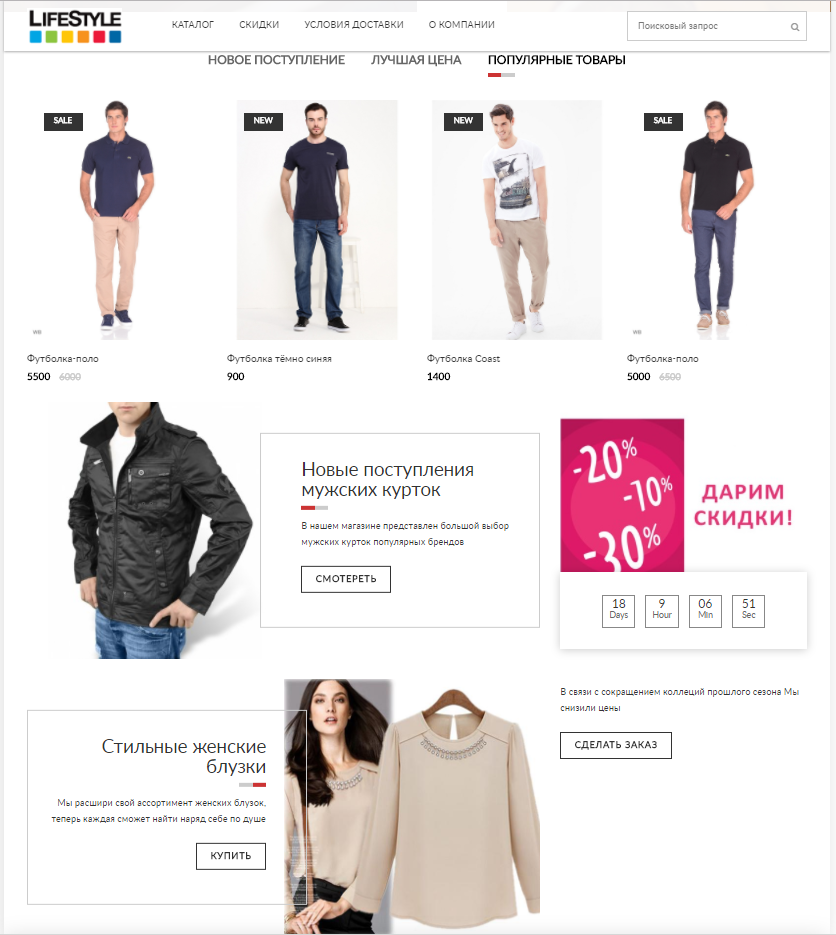 LIFESTYLE
КАТАЛОГ СКИДКИ УСЛОВИЯ ДОСТАВКИ О КОМПАНИИ
Поисковый запрос
НОВОЕ ПОСТУПЛЕНИЕ ЛУЧШАЯ ЦЕНА ПОПУЛЯРНЫЕ ТОВАРЫ
SALE
NEW
NEW
SALE
WB
WB
Футболка-поло
5500 6000
Футболка тёмно синяя
900
Футболка Coast
1400
Футболка-поло
5000 6500
Новые поступления
мужских курток
В нашем магазине представлен большой выбор
мужских курток популярных брендов
СМОТЕРЕТЬ
-20%
-10%
-30%
ДАРИМ
СКИДКИ!
18 9 06 51
Days Hour Min Sec
В связи с сокращением коллеций прошлого сезона Мы
снизили цены
СДЕЛАТЬ ЗАКАЗ
Стильные женские
блузки
Мы расшири свой ассортимент женских блузок,
теперь каждая сможет найти наряд себе по душе
КУПИТЬ